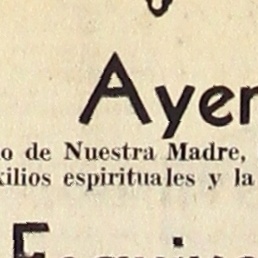 Ayer
o de Nuestra Madre,
xilios espirituales y la